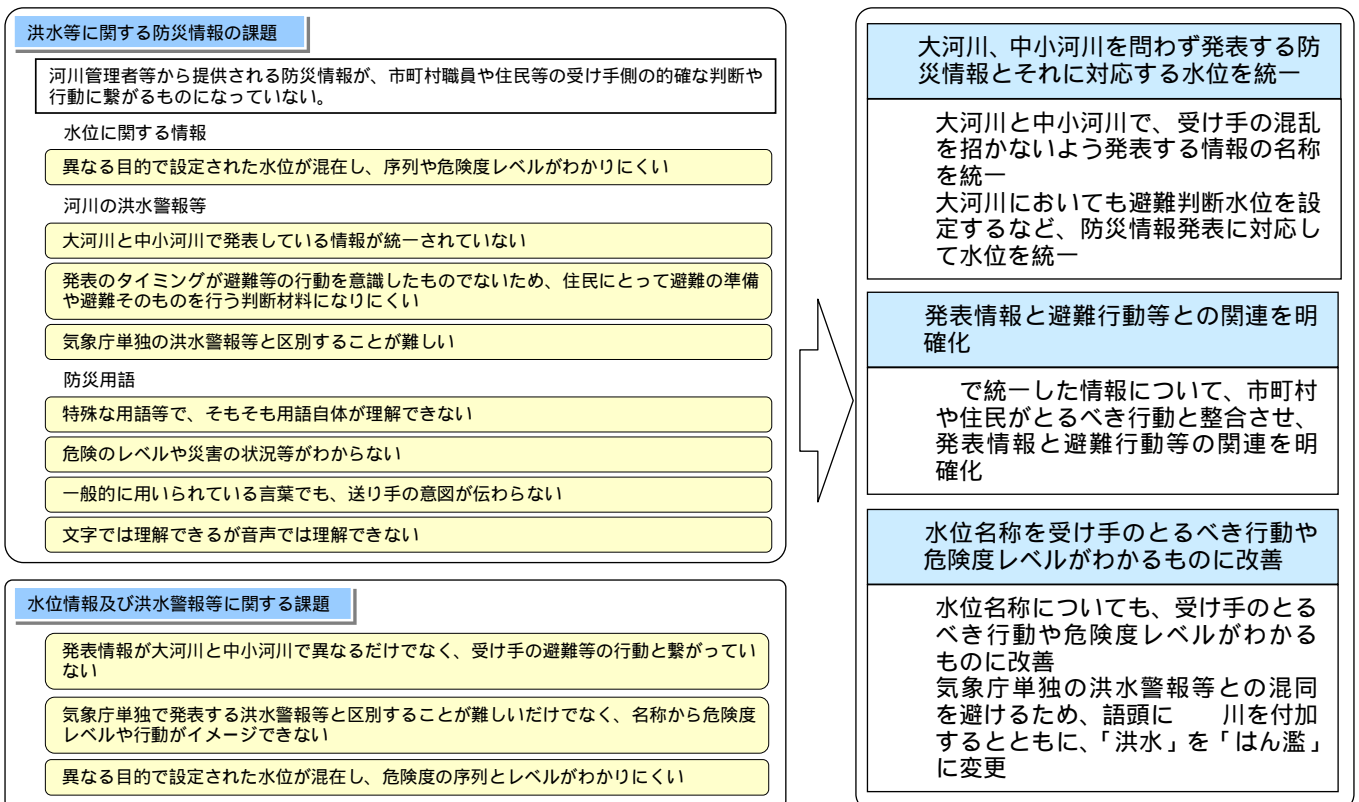 洪水等に関する防災情報の課題
河川管理者等から提供される防災情報が、市町村職員や住民等の受け手側の的確な判断や
行動に繋がるものになっていない。
水位に関する情報
異なる目的で設定された水位が混在し、序列や危険度レベルがわかりにくい
河川の洪水警報等
大河川と中小河川で発表している情報が統一されていない
発表のタイミングが避難等の行動を意識したものでないため、住民にとって避難の準備
や避難そのものを行う判断材料になりにくい
気象庁単独の洪水警報等と区別することが難しい
防災用語
特殊な用語等で、そもそも用語自体が理解できない
危険のレベルや災害の状況等がわからない
一般的に用いられている言葉でも、送り手の意図が伝わらない
文字では理解できるが音声では理解できない
水位情報及び洪水警報等に関する課題
発表情報が大河川と中小河川で異なるだけでなく、受け手の避難等の行動と繋がってい
ない
気象庁単独で発表する洪水警報等と区別することが難しいだけでなく、名称から危険度
レベルや行動がイメージできない
異なる目的で設定された水位が混在し、危険度の序列とレベルがわかりにくい
大河川、中小河川を問わず発表する防
災情報とそれに対応する水位を統一
大河川と中小河川で、受け手の混乱
を招かないよう発表する情報の名称
を統一
大河川においても避難判断水位を設
定するなど、防災情報発表に対応し
て水位を統一
発表情報と避難行動等との関連を明
確化
で統一した情報について、市町村
や住民がとるべき行動と整合させ、
発表情報と避難行動等の関連を明
確化
水位名称を受け手のとるべき行動や
危険度レベルがわかるものに改善
水位名称についても、受け手のとる
べき行動や危険度レベルがわかる
ものに改善
気象庁単独の洪水警報等との混同
を避けるため、語頭に　　川を付加
するとともに、「洪水」を「はん濫」
に変更